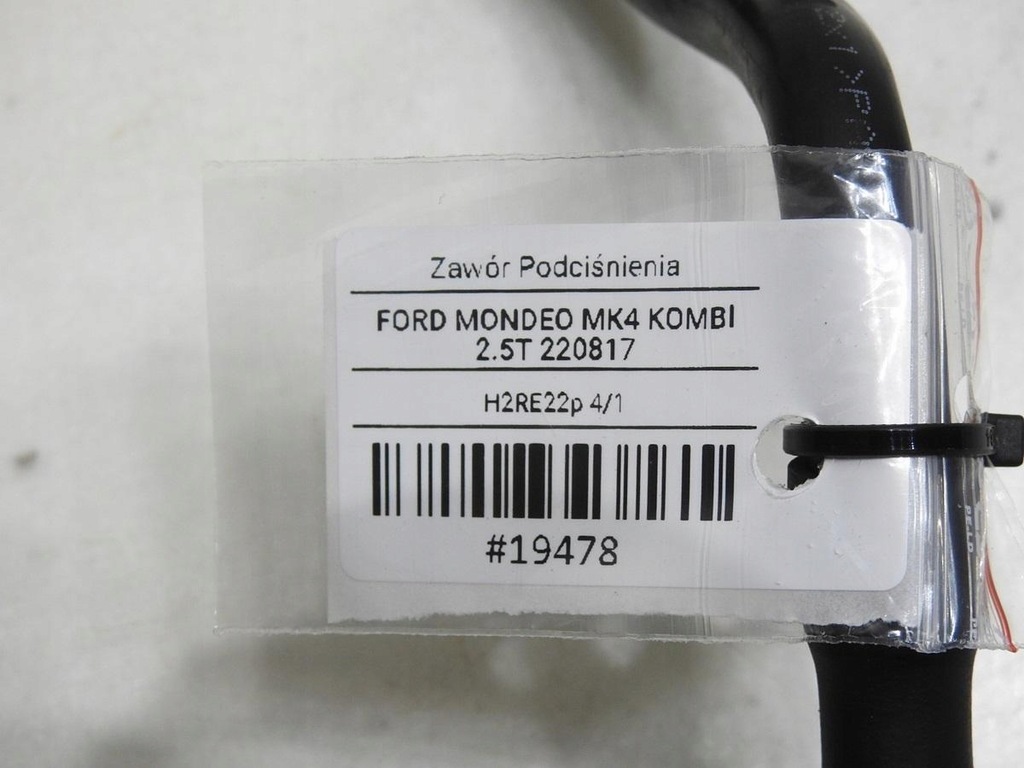 Zawór Podciśnienia
FORD MONDEO MK4 KOMBI
2.5T 220817
H2RE22p 4/1
#19478